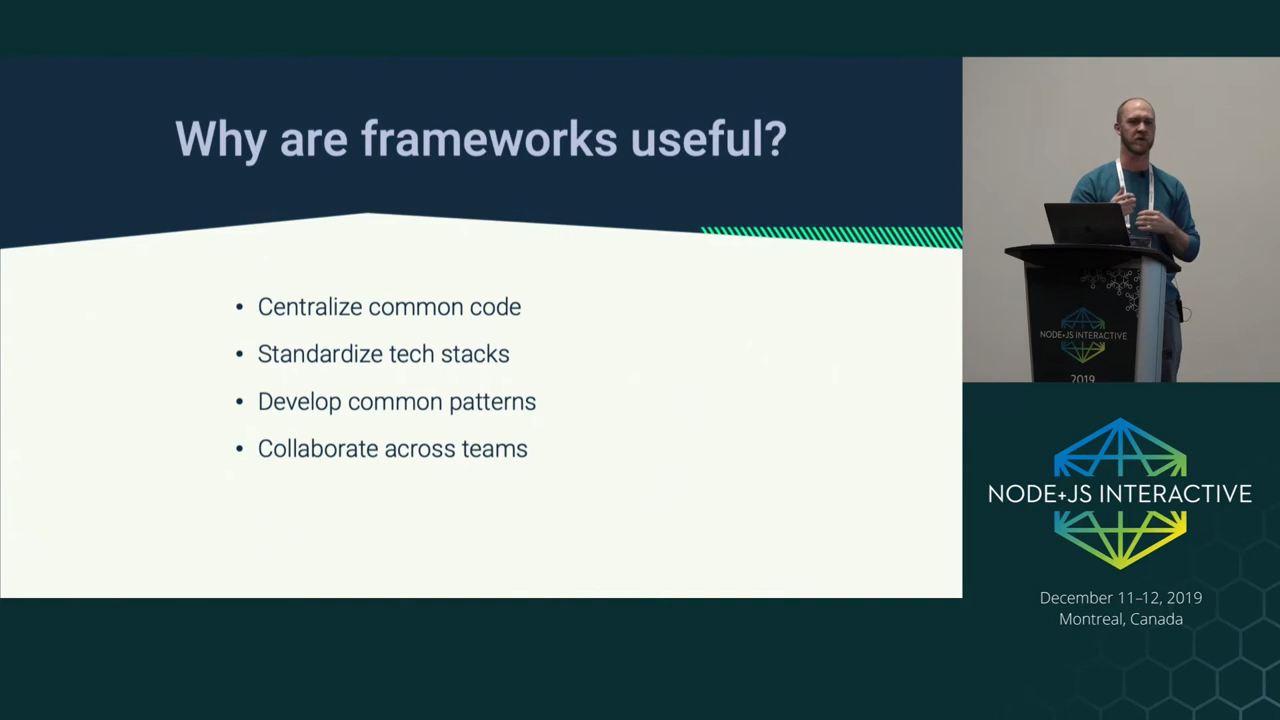 Why are frameworks useful?
• Centralize common code
• Standardize tech stacks
• Develop common patterns
• Collaborate across teams
NODE+JS INTERACTIVE
2019
NODE+JS INTERACTIVE
December 11–12, 2019
Montreal, Canada